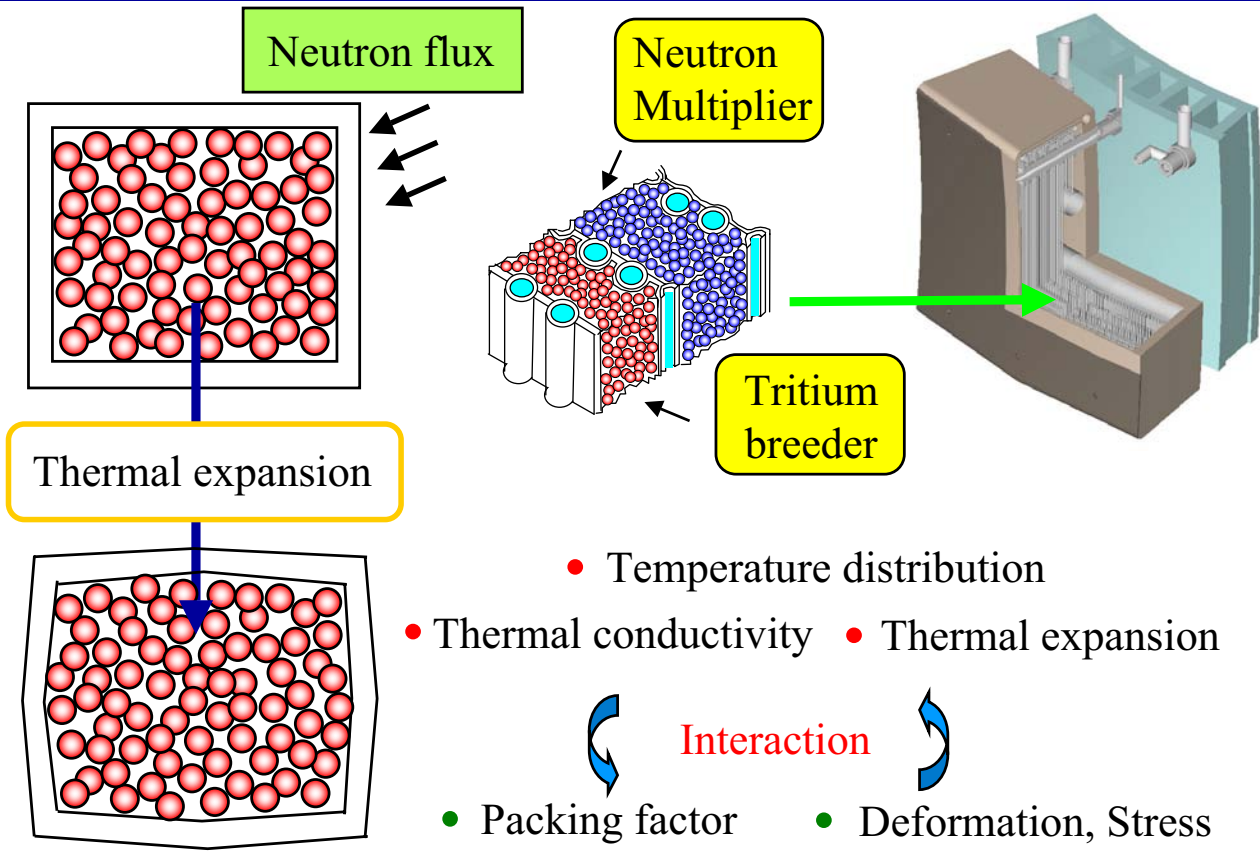 Neutron flux
Neutron
Multiplier
Tritium
breeder
Thermal expansion
• Temperature distribution
• Thermal conductivity
• Thermal expansion
Interaction
• Packing factor
• Deformation, Stress